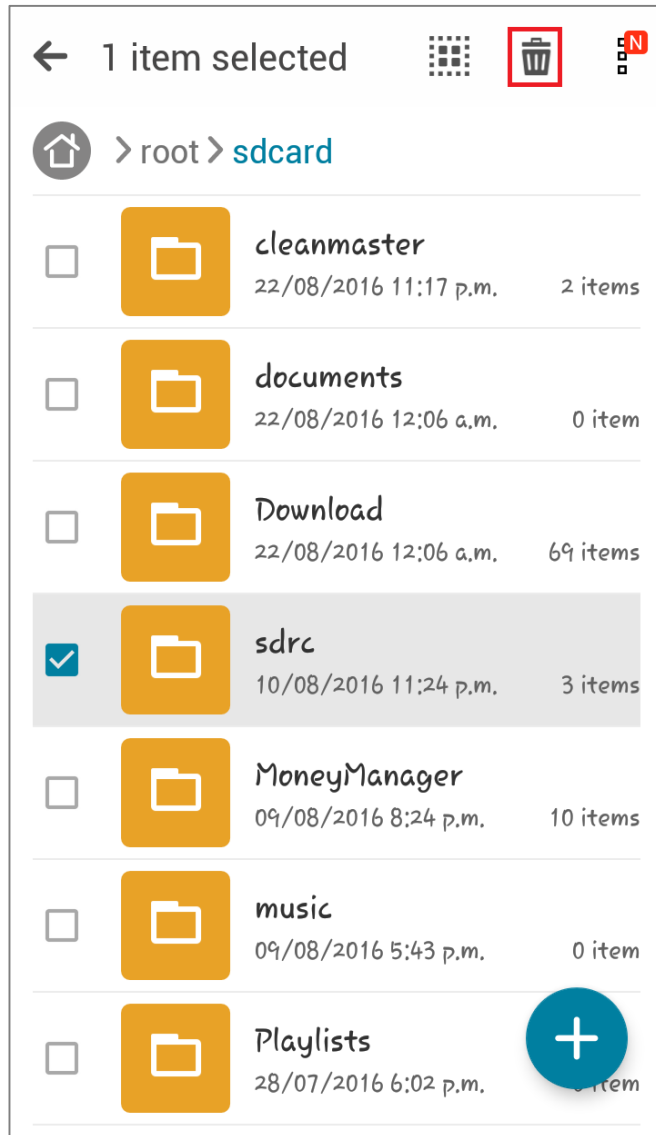 1 item selected
N
root sdcard
cleanmaster
22/08/2016 11:17 p.m. 2 items
documents
22/08/2016 12:06 a.m. 0 item
Download
22/08/2016 12:06 a.m. 69 items
sdrc
10/08/2016 11:24 p.m. 3 items
MoneyManager
09/08/2016 8:24 p.m. 10 items
music
09/08/2016 5:43 p.m. 0 item
Playlists
28/07/2016 6:02 p.m.